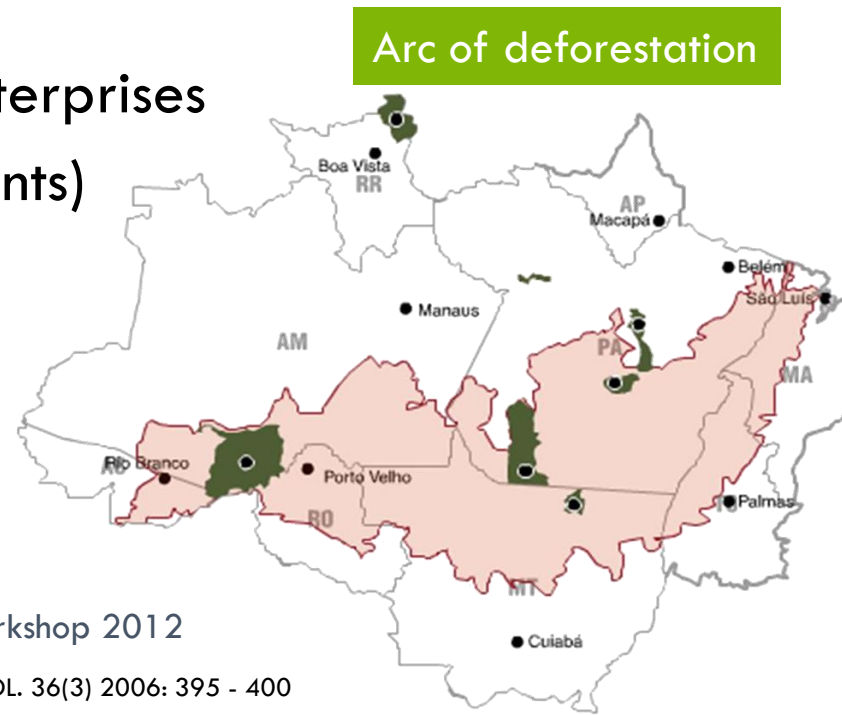 Arc of deforestation
terprises
nts)
Boa Vista
RR
AP
Macapá
Belém
São Luís
Manaus
AM
PA
MA
Rio Branco
Porto Velho
RO
Palmas
MT
Cuiabá
rkshop 2012
OL. 36(3) 2006: 395 - 400